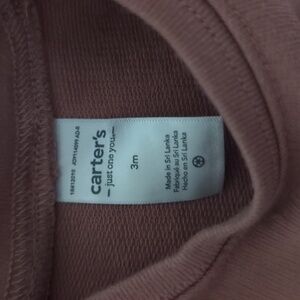 carter's
— just one you. —
3m
Made in Sri Lanka
Fabriqué au Sri Lanka
Hecho en Sri Lanka